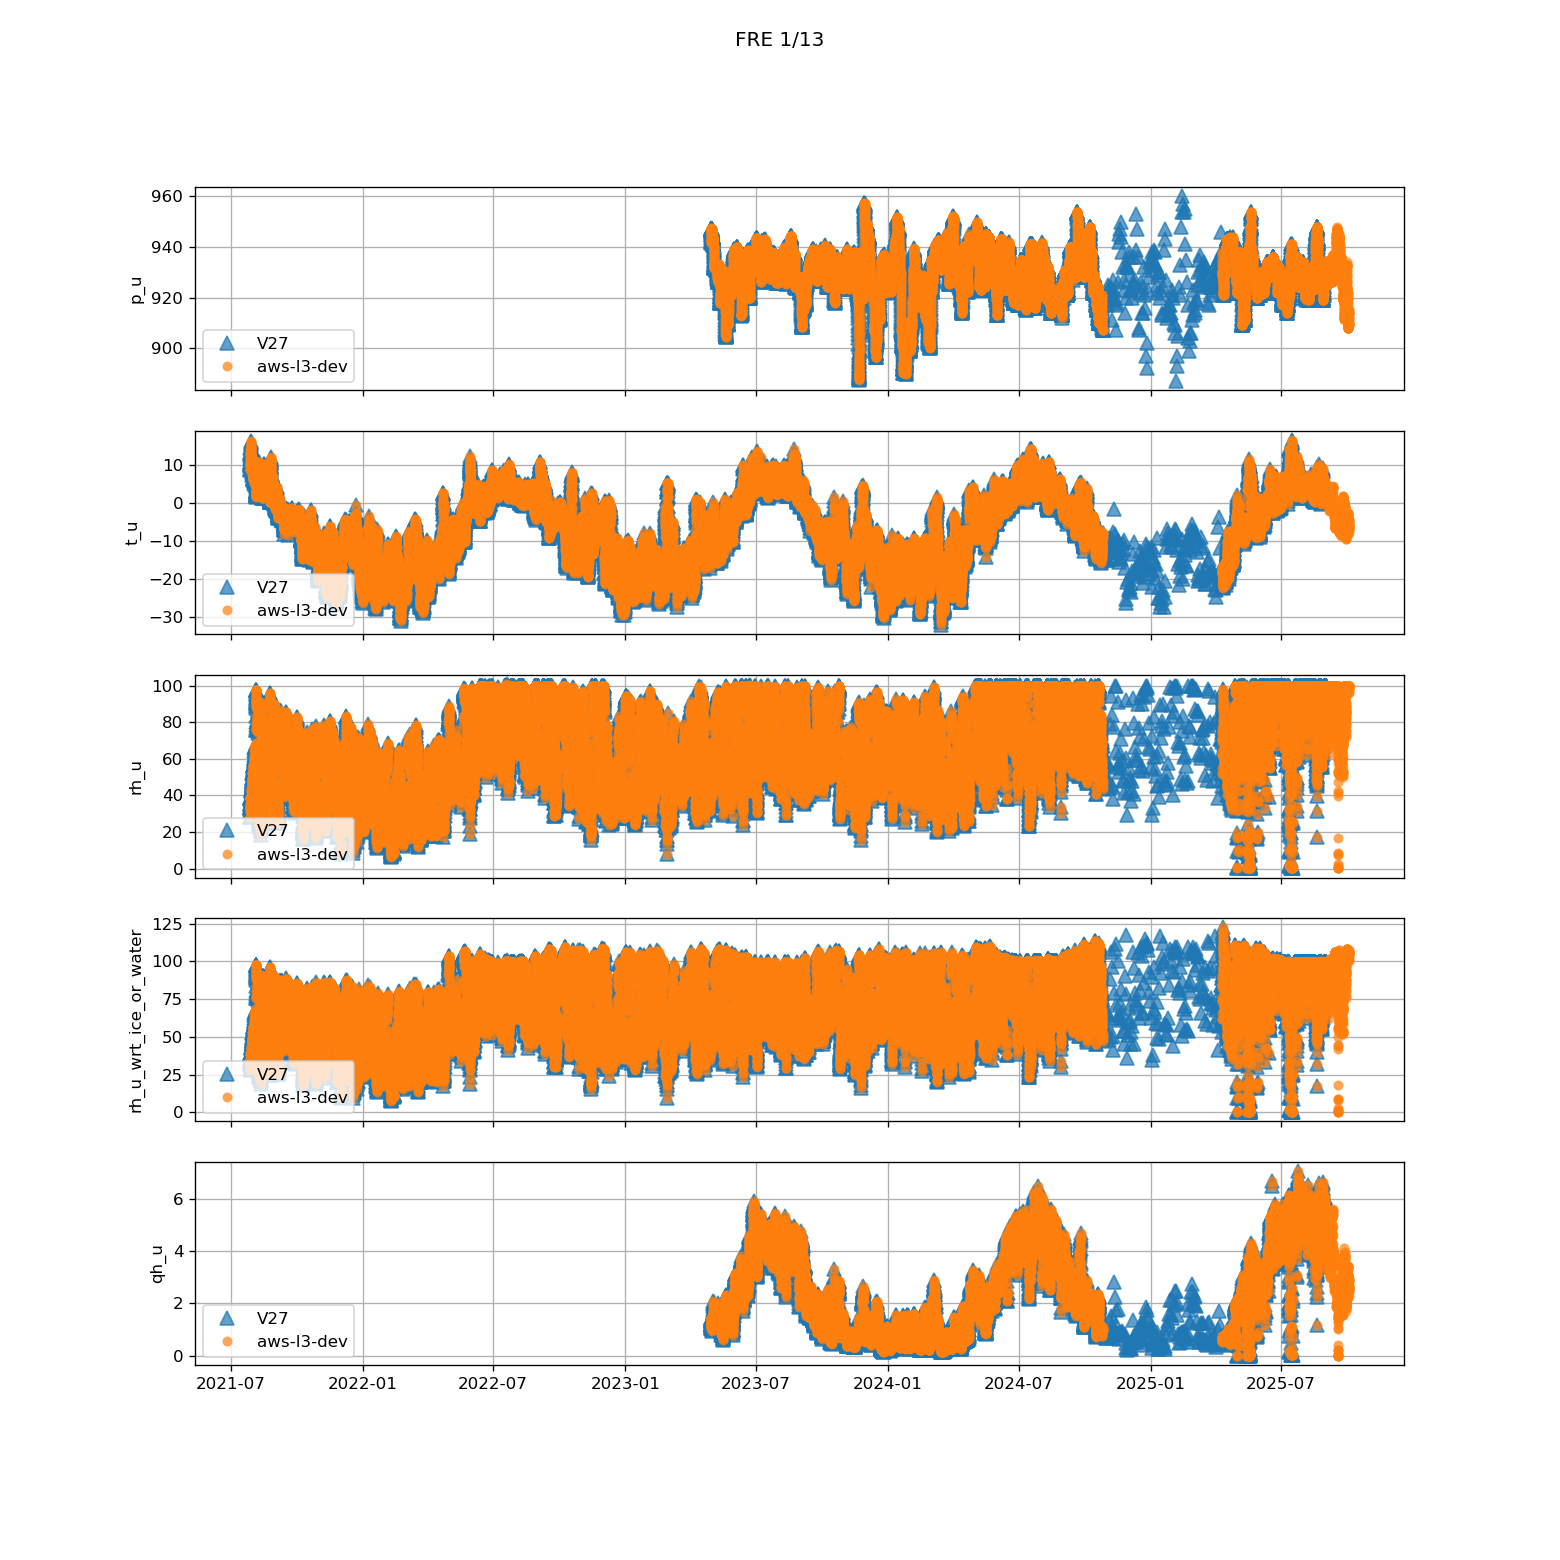 FRE 1/13
960
940
920
900
p_u
V27
aws-l3-dev
10
0
−10
−20
−30
t_u
V27
aws-l3-dev
100
80
60
40
20
0
rh_u
V27
aws-l3-dev
125
100
75
50
25
0
rh_u_wrt_ice_or_water
V27
aws-l3-dev
6
4
2
0
qh_u
V27
aws-l3-dev
2021-07 2022-01 2022-07 2023-01 2023-07 2024-01 2024-07 2025-01 2025-07